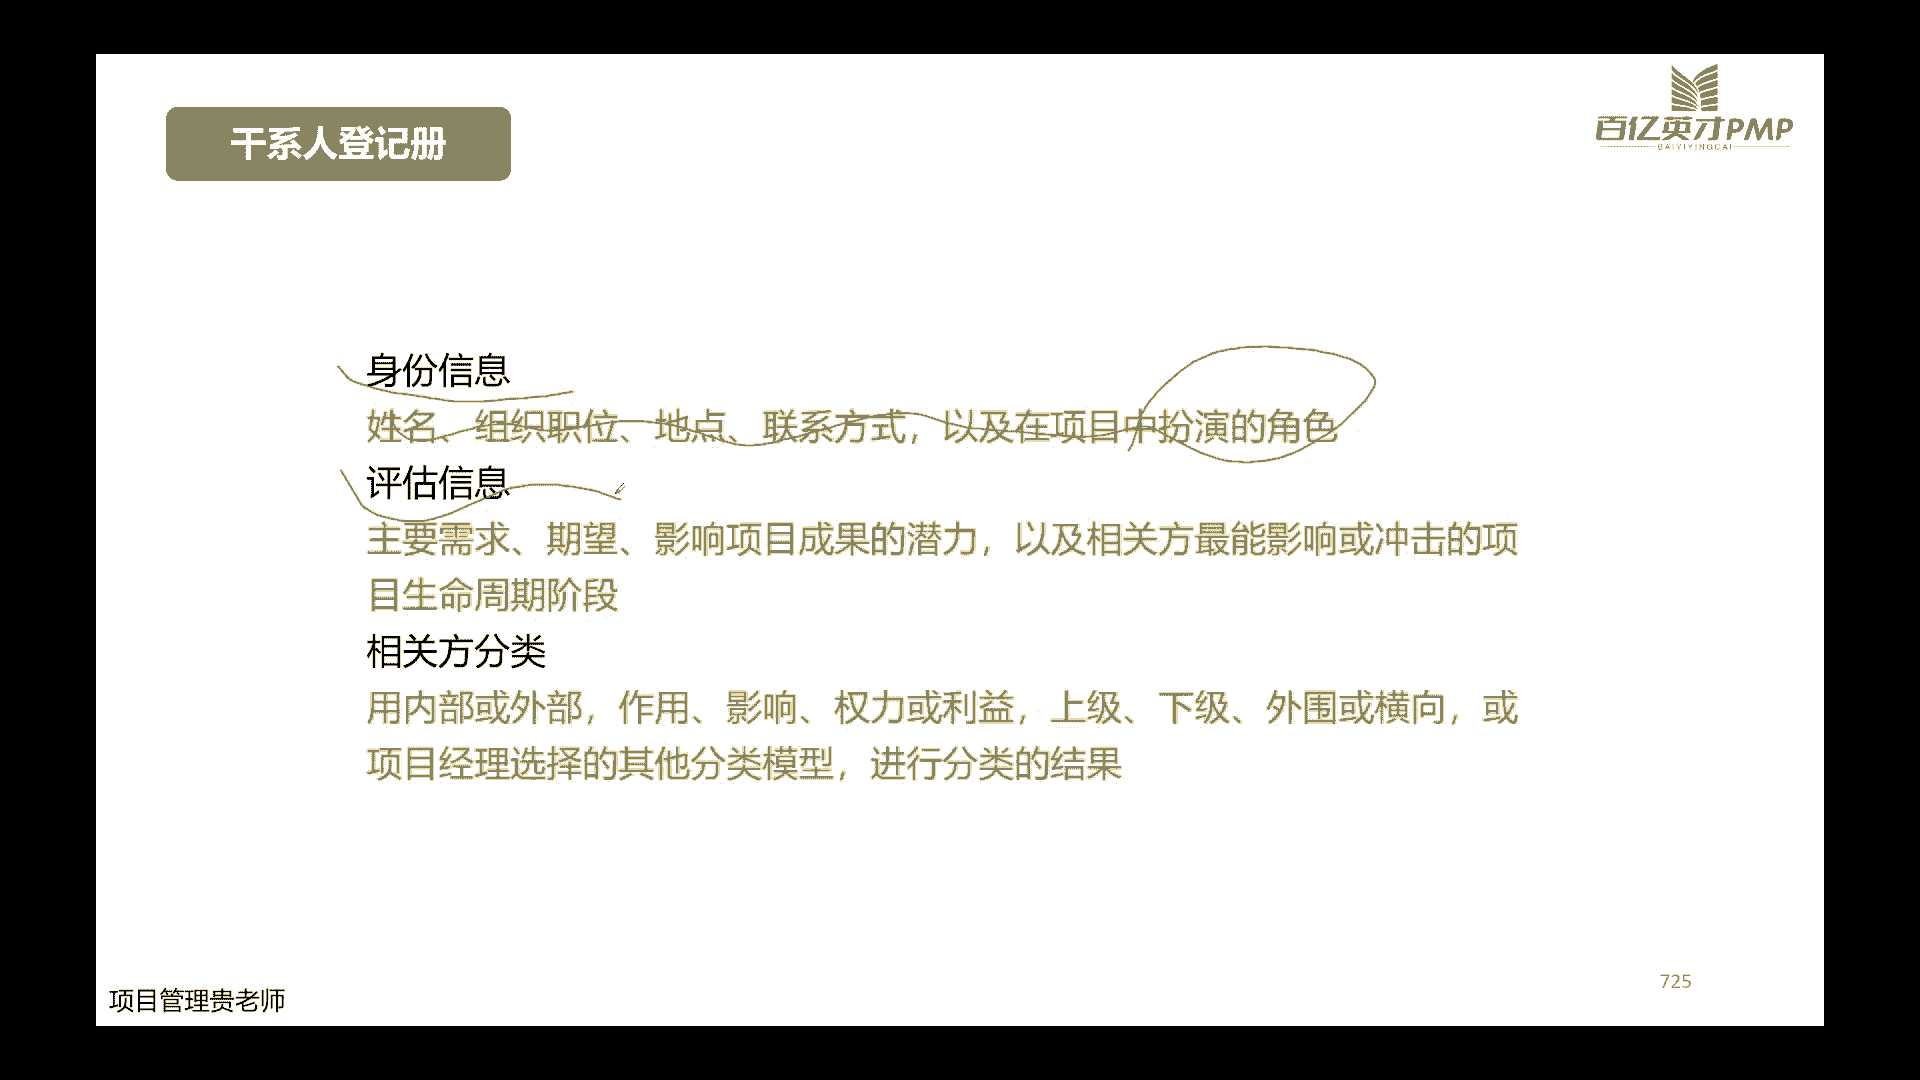 干系人登记册
百亿英才PMP
BAIYIYINGCAI
身份信息
姓名、组织职位、地点、联系方式，以及在项目中扮演的角色
评估信息
主要需求、期望、影响项目成果的潜力，以及相关方最能影响或冲击的项
目生命周期阶段
相关方分类
用内部或外部，作用、影响、权力或利益，上级、下级、外围或横向，或
项目经理选择的其他分类模型，进行分类的结果
725
项目管理贵老师